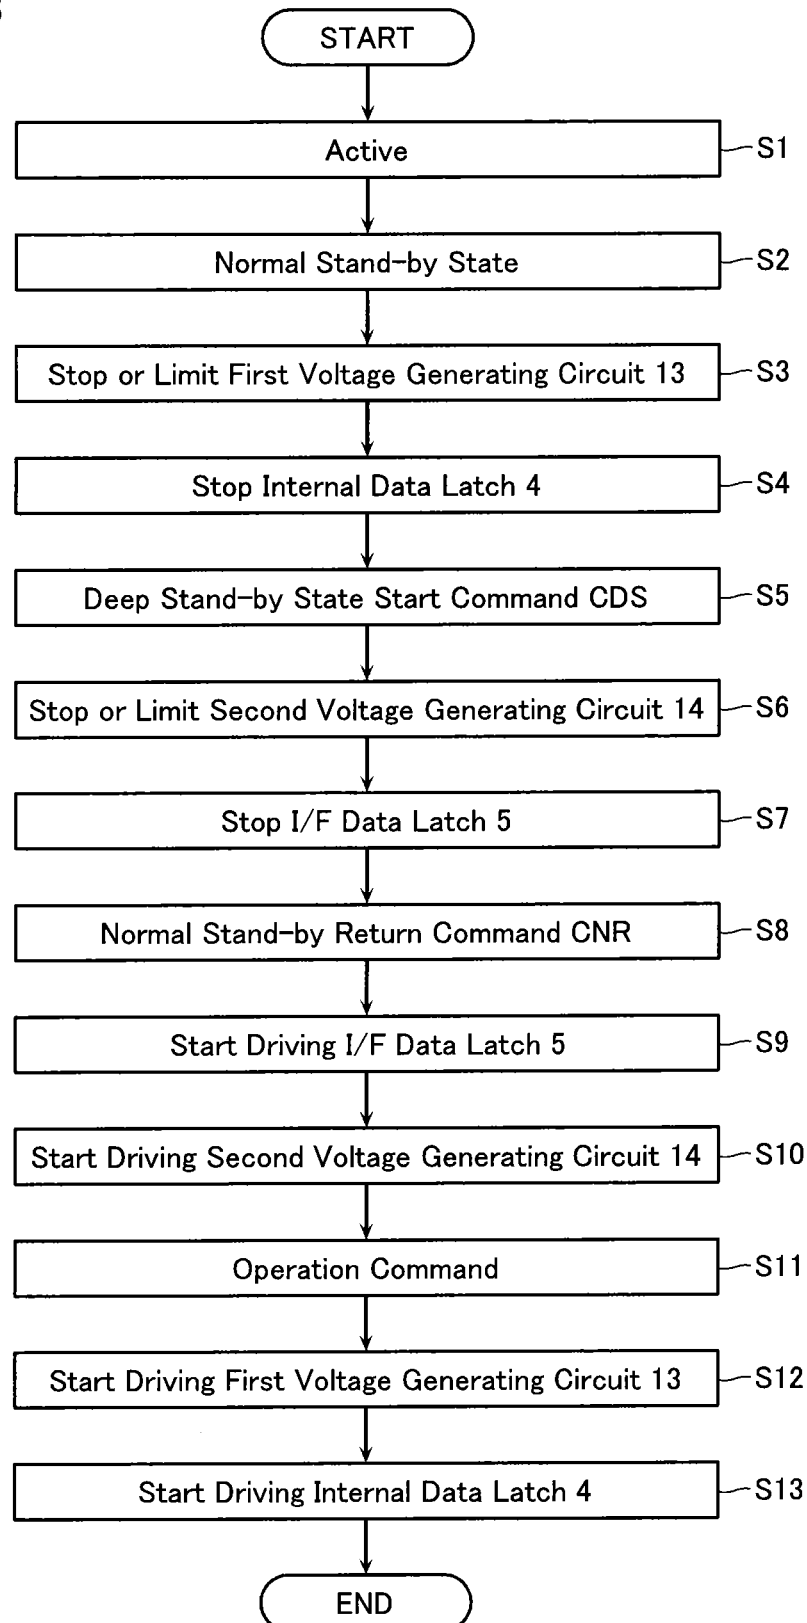 START
Active
S1
Normal Stand-by State
S2
Stop or Limit First Voltage Generating Circuit 13
S3
Stop Internal Data Latch 4
S4
Deep Stand-by State Start Command CDS
S5
Stop or Limit Second Voltage Generating Circuit 14
S6
Stop I/F Data Latch 5
S7
Normal Stand-by Return Command CNR
S8
Start Driving I/F Data Latch 5
S9
Start Driving Second Voltage Generating Circuit 14
S10
Operation Command
S11
Start Driving First Voltage Generating Circuit 13
S12
Start Driving Internal Data Latch 4
S13
END